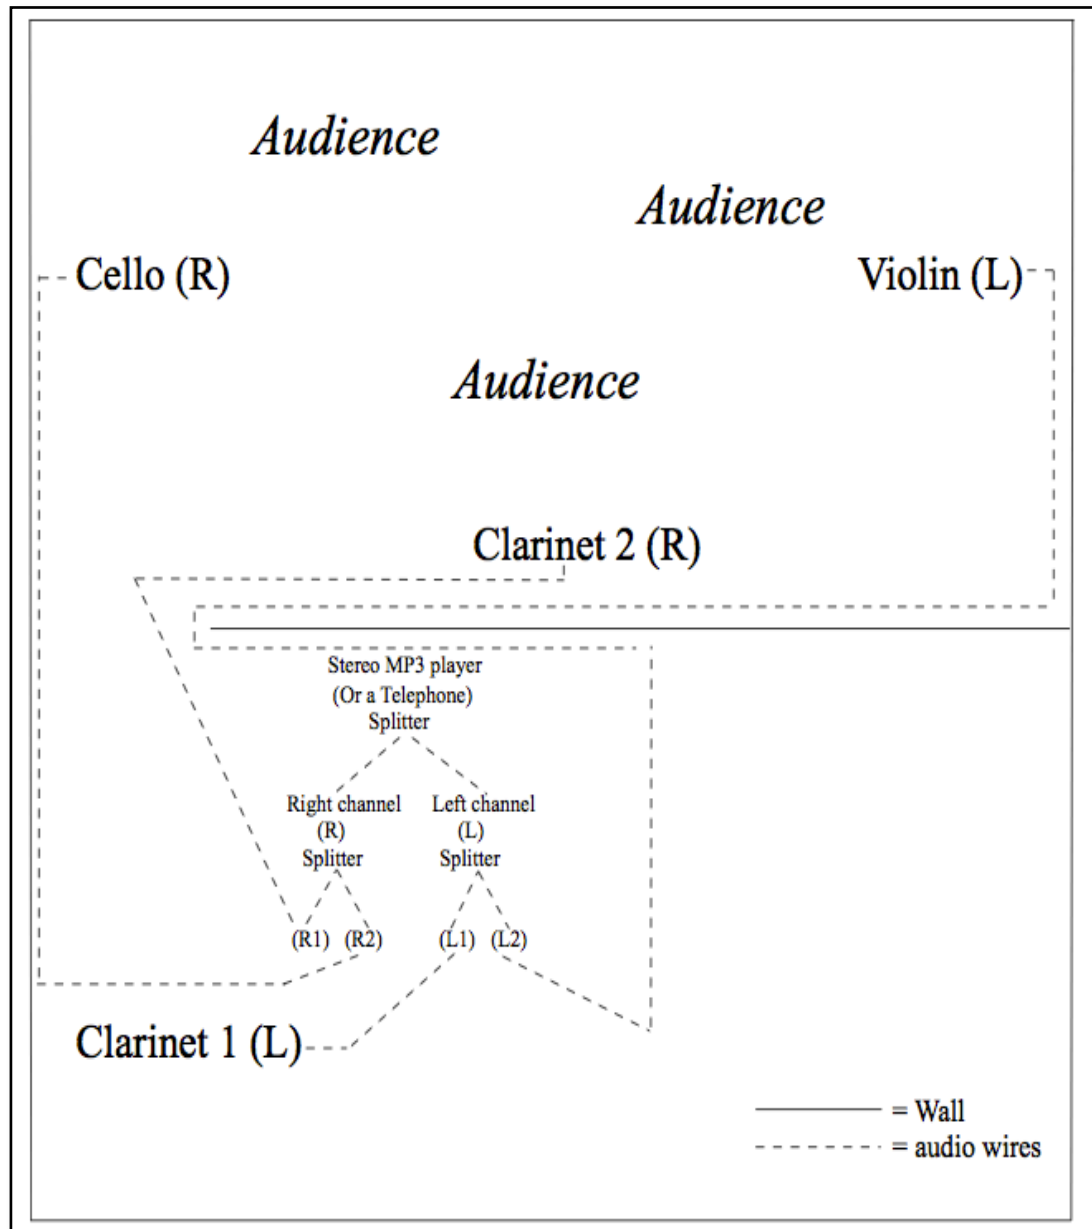 Audience
Audience
Cello (R)
Violin (L)
Audience
Clarinet 2 (R)
Stereo MP3 player
(Or a Telephone)
Splitter
Right channel
(R)
Splitter
Left channel
(L)
Splitter
(R1)
(R2)
(L1)
(L2)
Clarinet 1 (L)
= Wall
= audio wires